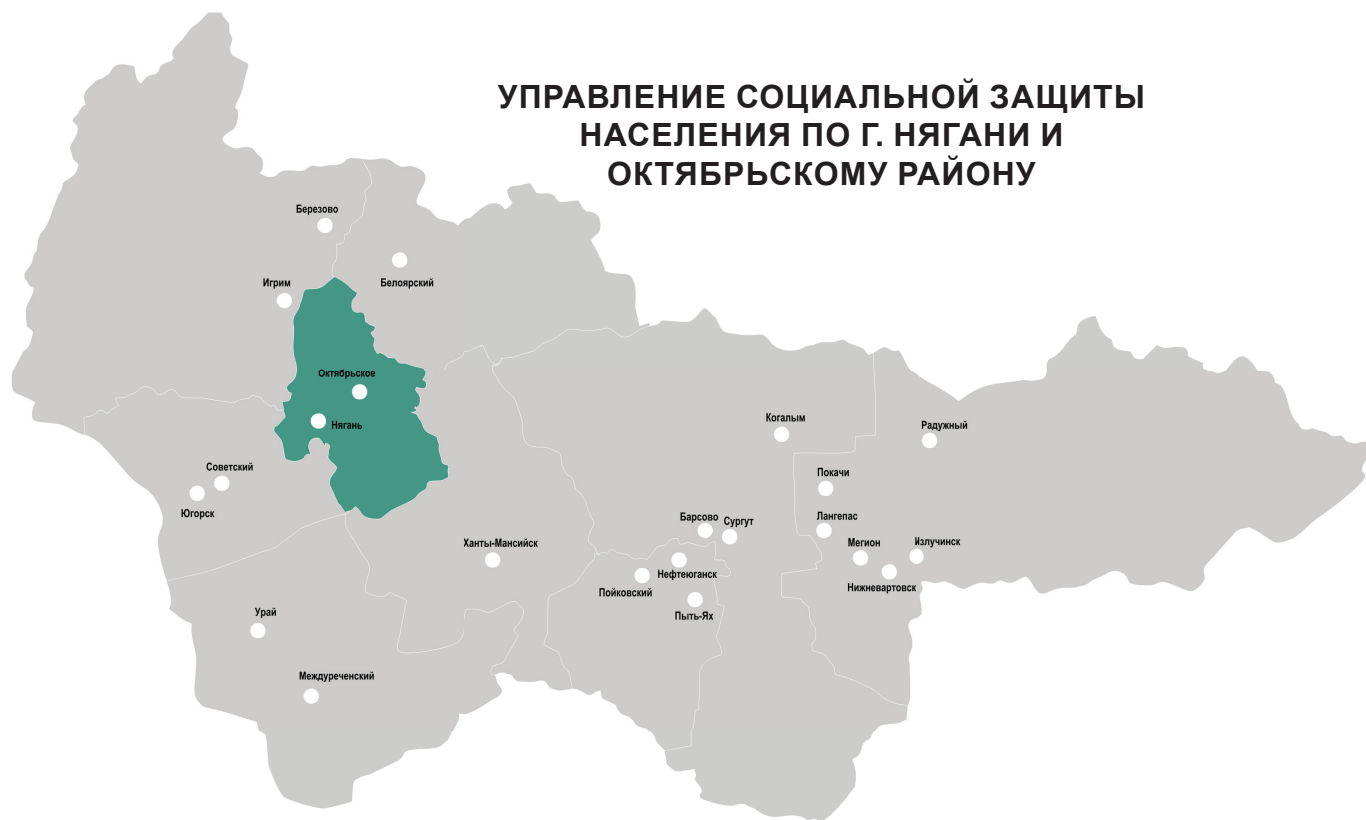 УПРАВЛЕНИЕ СОЦИАЛЬНОЙ ЗАЩИТЫ
НАСЕЛЕНИЯ ПО Г. НЯГАНИ И
ОКТЯБРЬСКОМУ РАЙОНУ
Березово
Белоярский
Игрим
Октябрьское
Нягань
Когалым
Радужный
Советский
Югорск
Покачи
Лангепас
Барсово
Сургут
Ханты-Мансийск
Мегион
Излучинск
Нефтеюганск
Пойковский
Нижневартовск
Пыть-Ях
Урай
Междуреченский